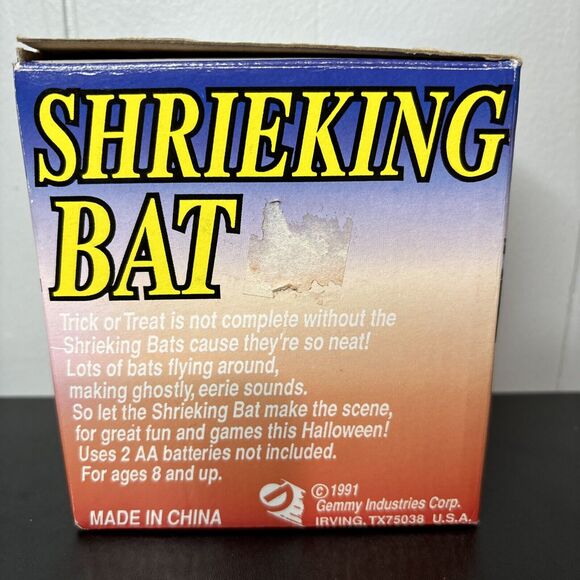 SHRIEKING
BAT
Trick or Treat is not complete without the
Shrieking Bats cause they're so neat!
Lots of bats flying around,
making ghostly, eerie sounds.
So let the Shrieking Bat make the scene,
for great fun and games this Halloween!
Uses 2 AA batteries not included.
For ages 8 and up.
© 1991
Gemmy Industries Corp.
MADE IN CHINA
IRVING, TX75038 U.S.A.